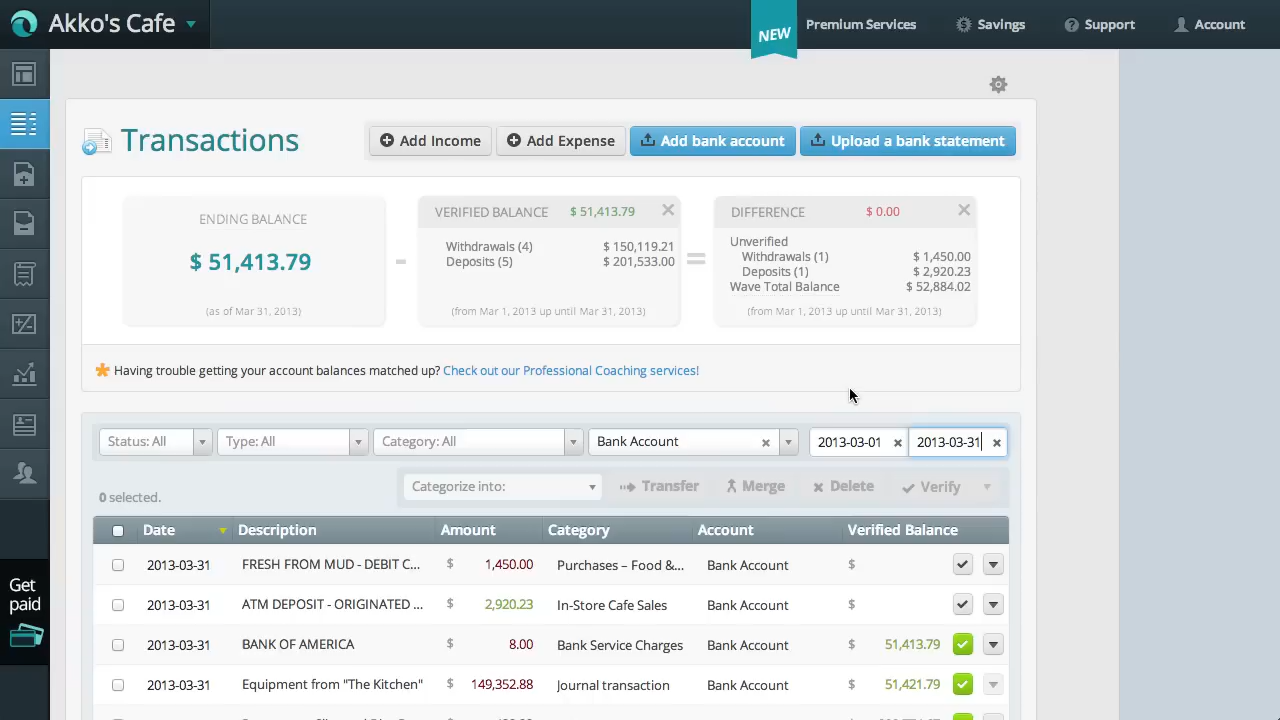 Akko's Cafe
NEW
Premium Services
Savings
Support
Account
Transactions
Add Income
Add Expense
Add bank account
Upload a bank statement
ENDING BALANCE
$ 51,413.79
(as of Mar 31, 2013)
-
VERIFIED BALANCE $ 51,413.79
Withdrawals (4) $ 150,119.21
Deposits (5) $ 201,533.00
(from Mar 1, 2013 up until Mar 31, 2013)
=
DIFFERENCE $ 0.00
Unverified
Withdrawals (1) $ 1,450.00
Deposits (1) $ 2,920.23
Wave Total Balance $ 52,884.02
(from Mar 1, 2013 up until Mar 31, 2013)
Having trouble getting your account balances matched up? Check out our Professional Coaching services!
Status: All Type: All Category: All Bank Account 2013-03-01 2013-03-31
0 selected. Categorize into: Transfer Merge Delete Verify
Date Description Amount Category Account Verified Balance
2013-03-31 FRESH FROM MUD - DEBIT C... $ 1,450.00 Purchases – Food &... Bank Account $
2013-03-31 ATM DEPOSIT - ORIGINATED ... $ 2,920.23 In-Store Cafe Sales Bank Account $
2013-03-31 BANK OF AMERICA $ 8.00 Bank Service Charges Bank Account $ 51,413.79
2013-03-31 Equipment from "The Kitchen" $ 149,352.88 Journal transaction Bank Account $ 51,421.79
Get
paid